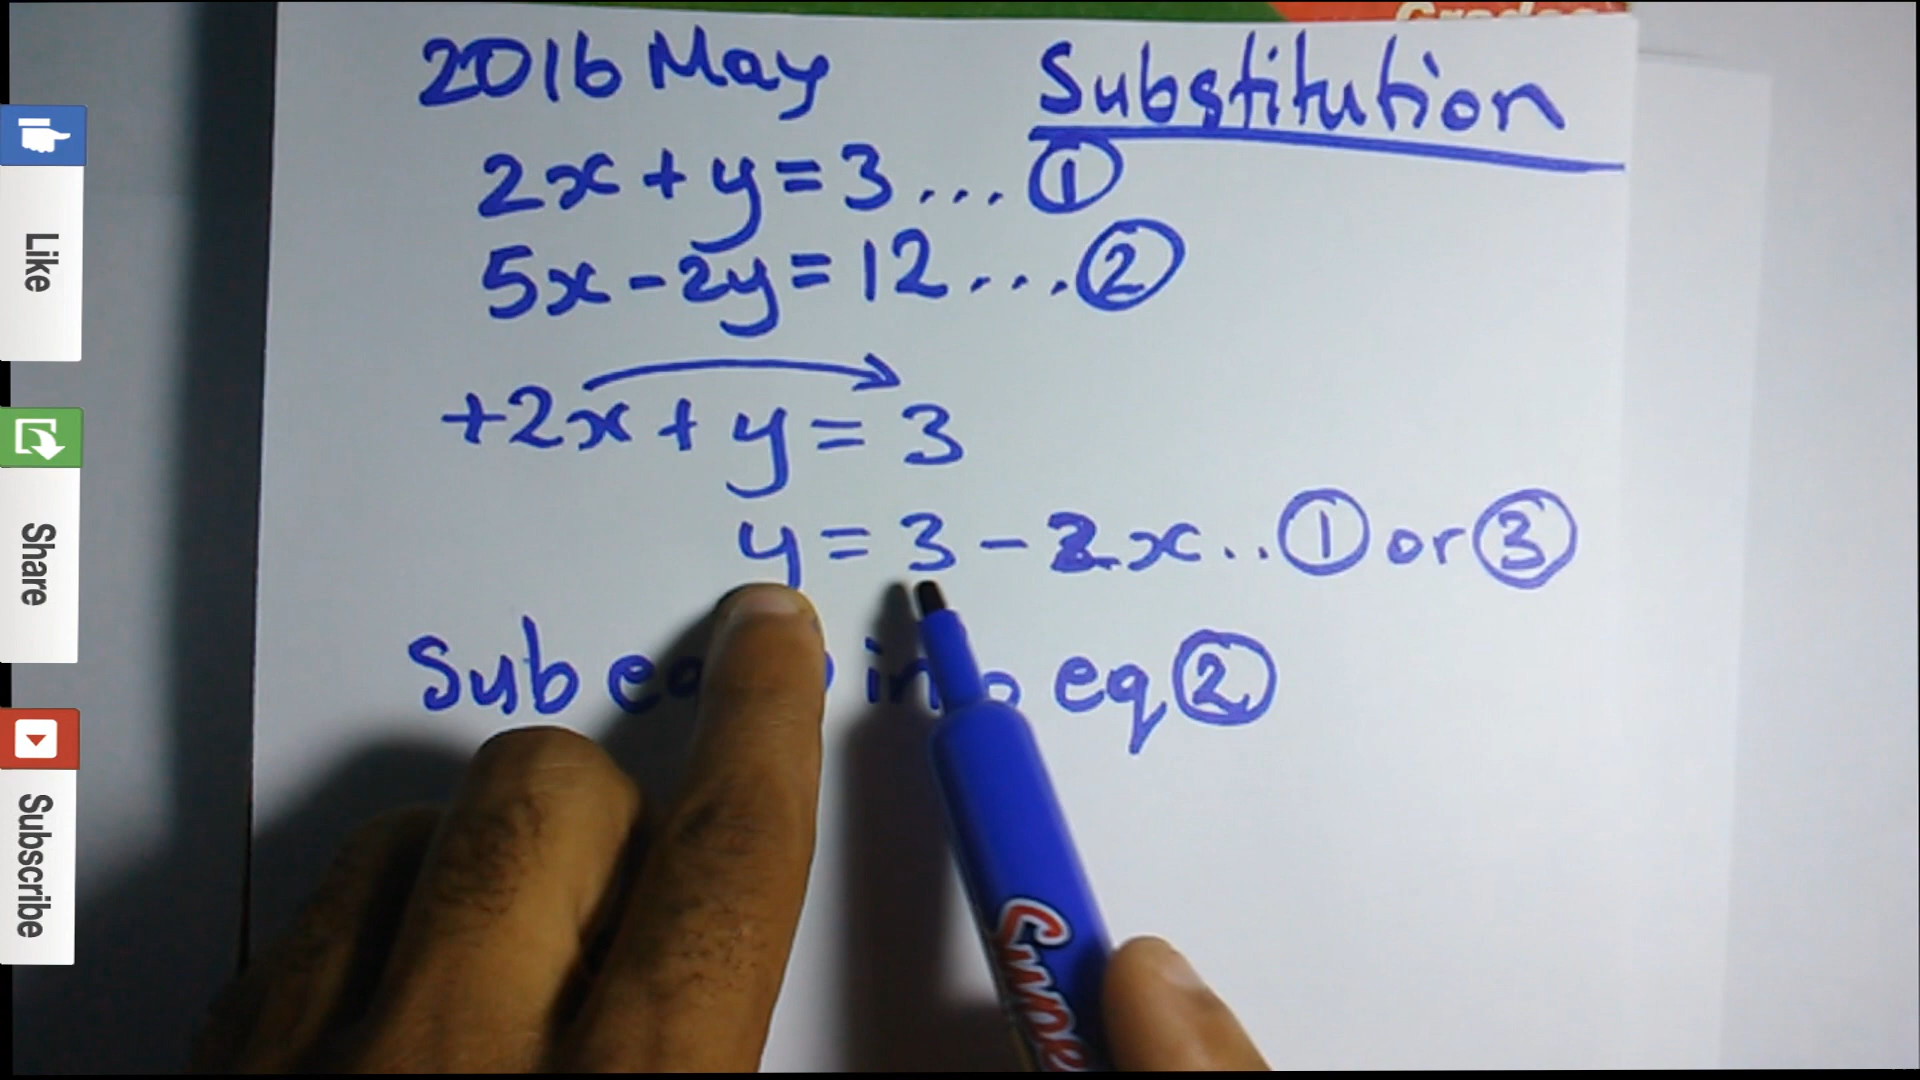 2016 May
Substitution
2x + y = 3 ... ①
5x - 2y = 12 ... ②
+2x + y = 3
y = 3 - 2x .. ① or ③
Sub eq ② 
Like
Share
Subscribe